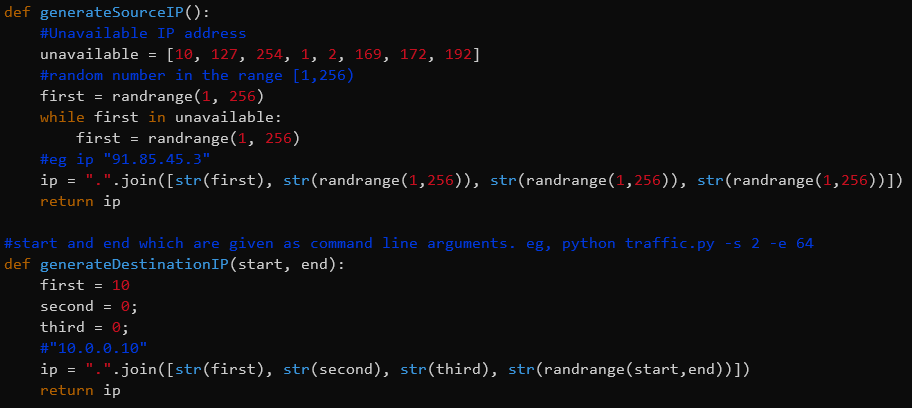 def generateSourceIP():
    #Unavailable IP address
    unavailable = [10, 127, 254, 1, 2, 169, 172, 192]
    #random number in the range [1,256)
    first = randrange(1, 256)
    while first in unavailable:
        first = randrange(1, 256)
    #eg ip "91.85.45.3"
    ip = ".".join([str(first), str(randrange(1,256)), str(randrange(1,256)), str(randrange(1,256))])
    return ip

#start and end which are given as command line arguments. eg, python traffic.py -s 2 -e 64
def generateDestinationIP(start, end):
    first = 10
    second = 0;
    third = 0;
    #"10.0.0.10"
    ip = ".".join([str(first), str(second), str(third), str(randrange(start,end))])
    return ip